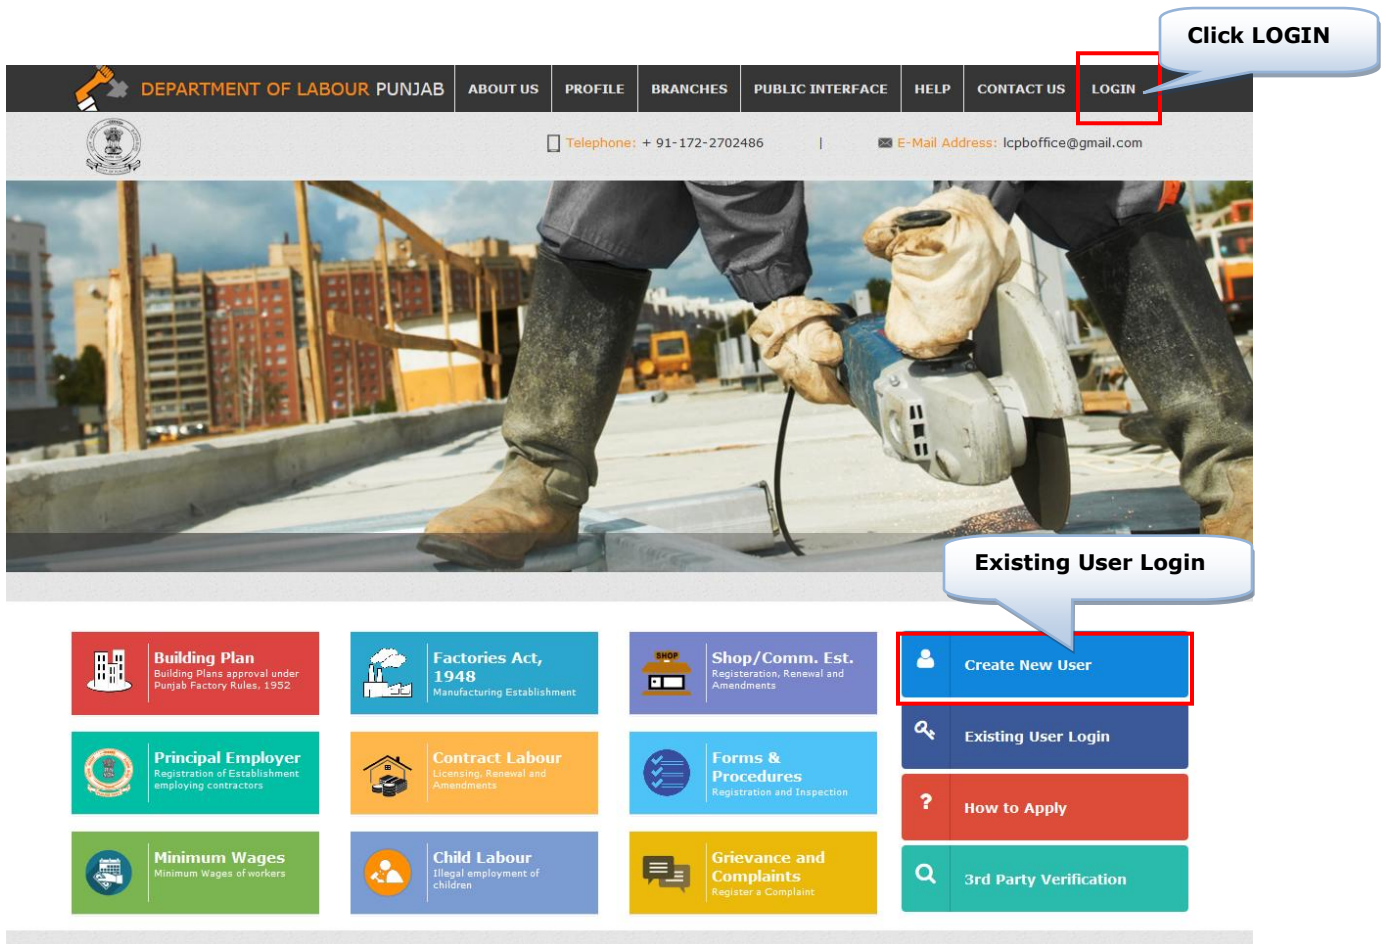 Click LOGIN
DEPARTMENT OF LABOUR PUNJAB ABOUT US PROFILE BRANCHES PUBLIC INTERFACE HELP CONTACT US LOGIN
Telephone: + 91-172-2702486 | E-Mail Address: lcpboffice@gmail.com
Existing User Login
Building Plan
Building Plans approval under
Punjab Factory Rules, 1952
Factories Act,
1948
Manufacturing Establishment
SHOP
Shop/Comm. Est.
Registeration, Renewal and
Amendments
Create New User
Existing User Login
Principal Employer
Registration of Establishment
employing contractors
Contract Labour
Licensing, Renewal and
Amendments
Forms &
Procedures
Registration and Inspection
How to Apply
Minimum Wages
Minimum Wages of workers
Child Labour
Illegal employment of
children
Grievance and
Complaints
Register a Complaint
3rd Party Verification